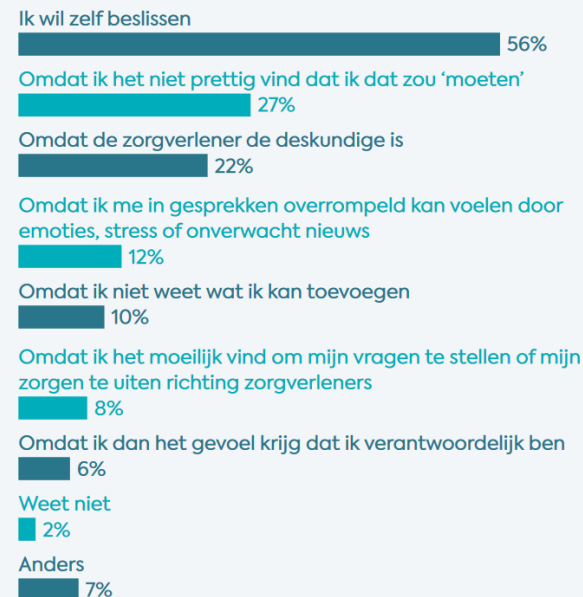 Ik wil zelf beslissen
56%
Omdat ik het niet prettig vind dat ik dat zou ‘moeten’
27%
Omdat de zorgverlener de deskundige is
22%
Omdat ik me in gesprekken overrompeld kan voelen door
emoties, stress of onverwacht nieuws
12%
Omdat ik niet weet wat ik kan toevoegen
10%
Omdat ik het moeilijk vind om mijn vragen te stellen of mijn
zorgen te uiten richting zorgverleners
8%
Omdat ik dan het gevoel krijg dat ik verantwoordelijk ben
6%
Weet niet
2%
Anders
7%